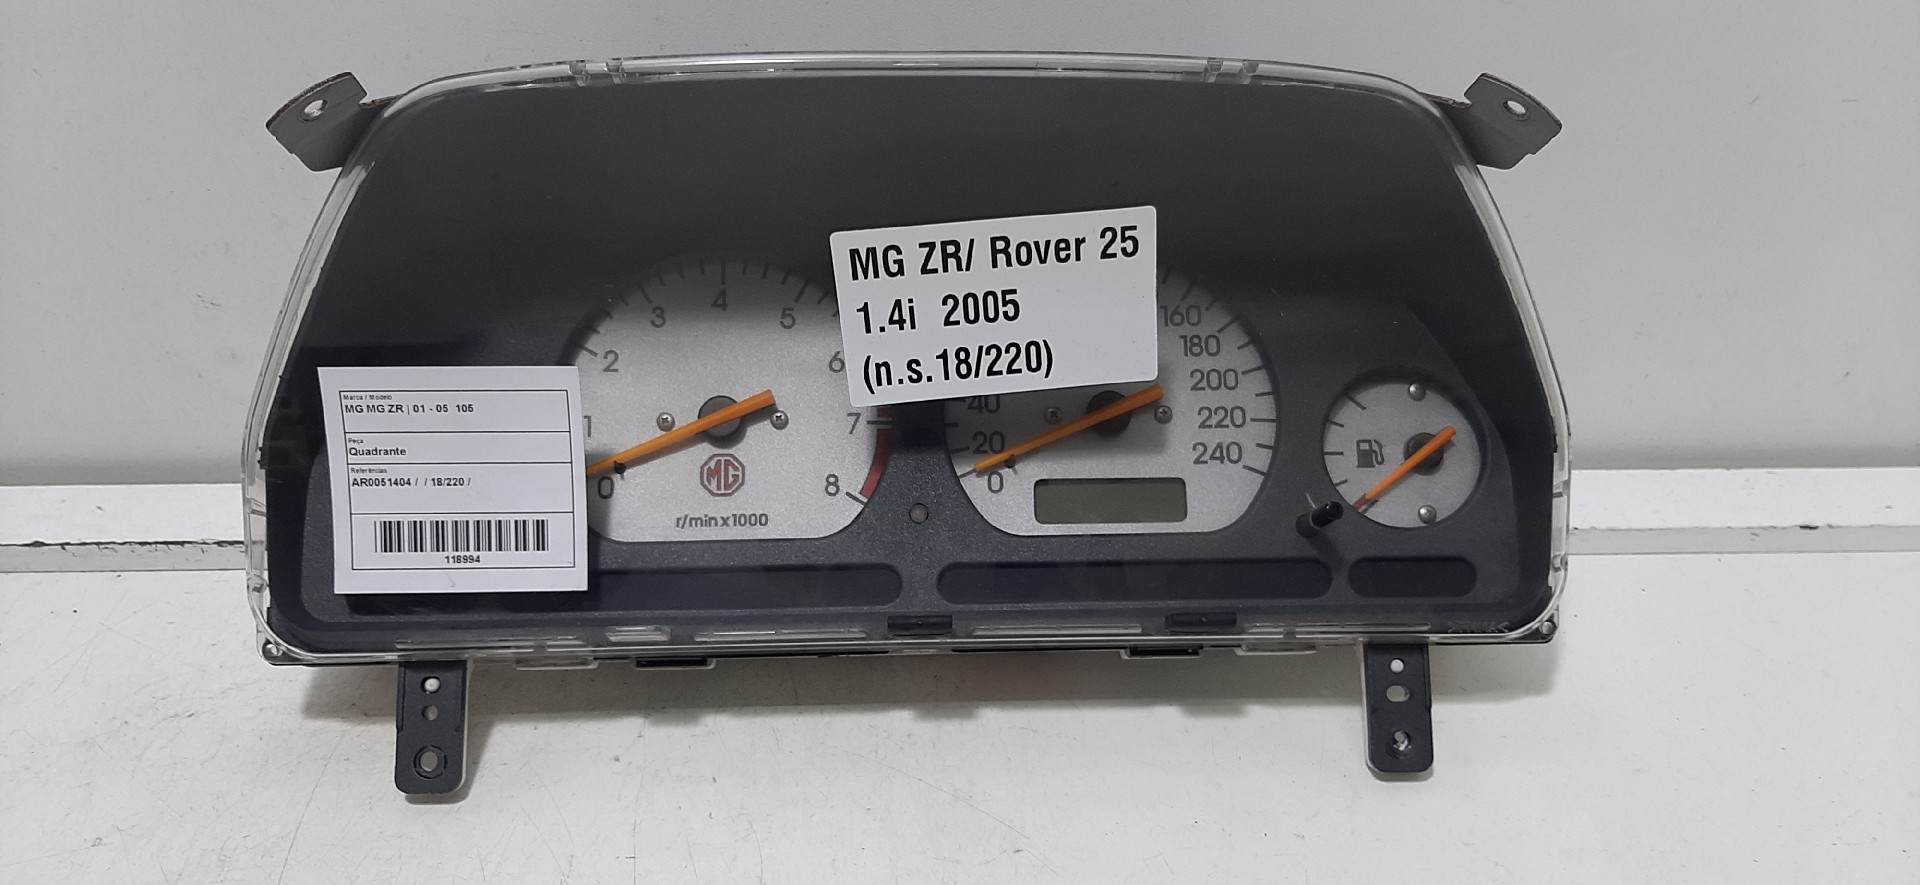 MG ZR/ Rover 25
1.4i 2005
(n.s.18/220)
Marca / Modelo
MG MG ZR | 01 - 05 105
Peça
Quadrante
Referências
AR0051404 / / 18/220 /
118994
1
2
3
4
5
6
7
8
0
MG
r/min x1000
0
20
40
160
180
200
220
240